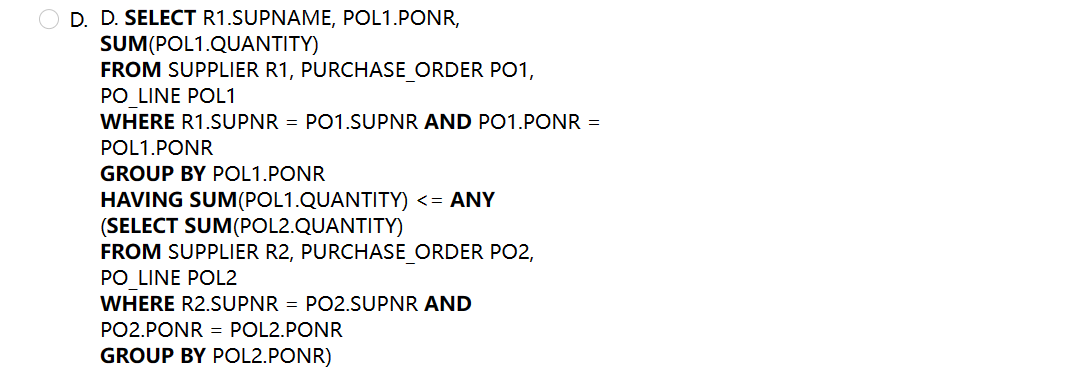 D. D. SELECT R1.SUPNAME, POL1.PONR,
SUM(POL1.QUANTITY)
FROM SUPPLIER R1, PURCHASE_ORDER PO1,
PO_LINE POL1
WHERE R1.SUPNR = PO1.SUPNR AND PO1.PONR =
POL1.PONR
GROUP BY POL1.PONR
HAVING SUM(POL1.QUANTITY) <= ANY
(SELECT SUM(POL2.QUANTITY)
FROM SUPPLIER R2, PURCHASE_ORDER PO2,
PO_LINE POL2
WHERE R2.SUPNR = PO2.SUPNR AND
PO2.PONR = POL2.PONR
GROUP BY POL2.PONR)